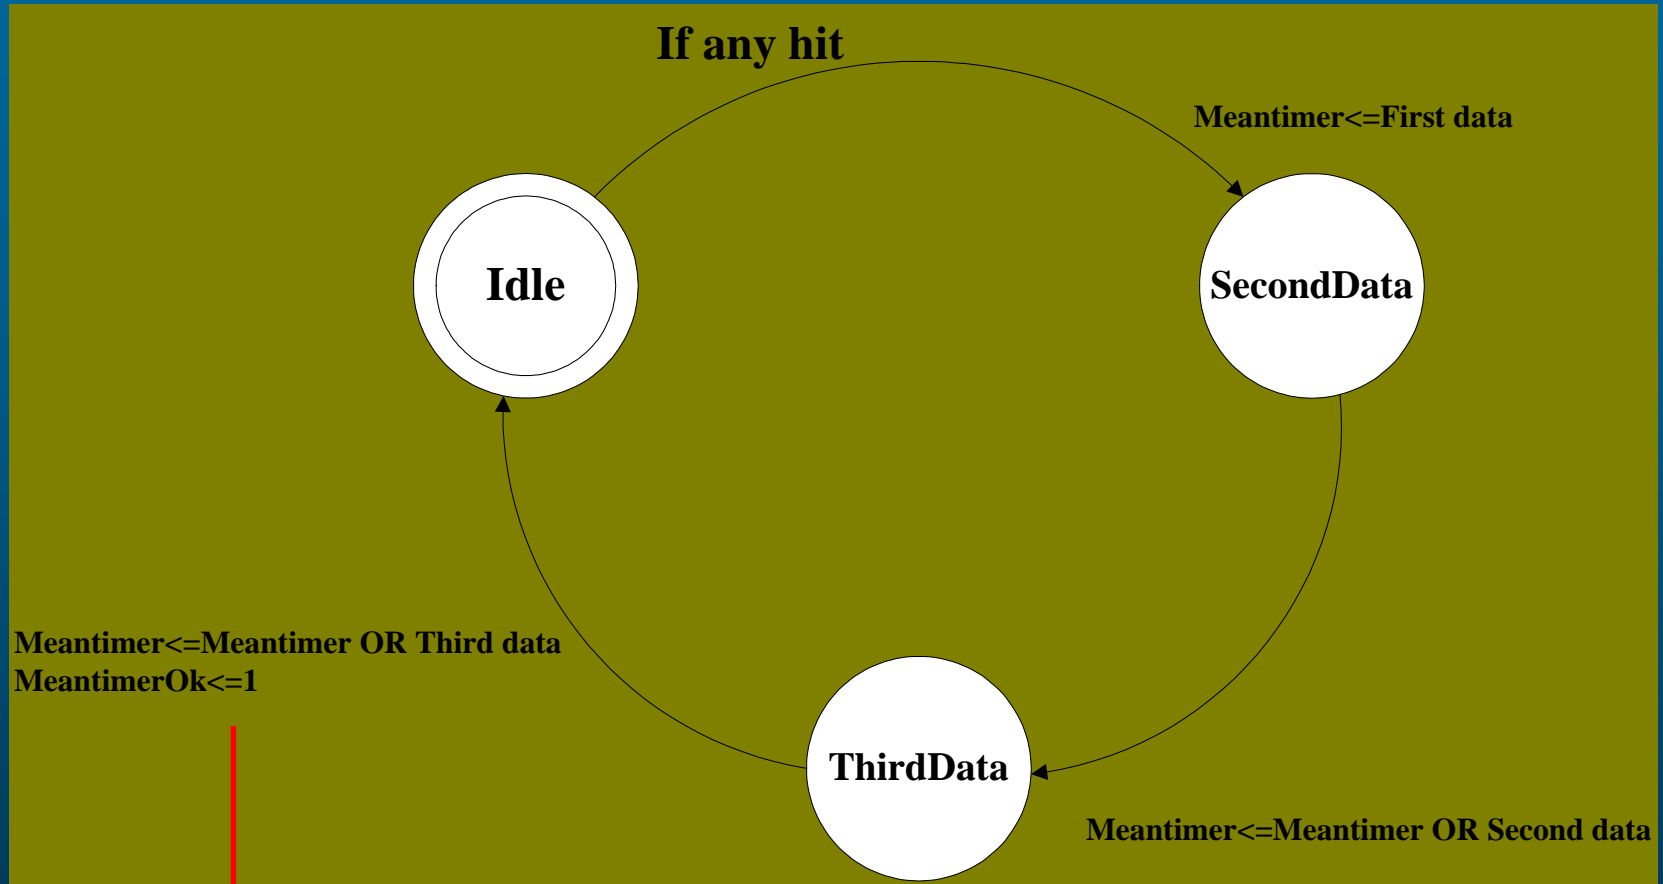 If any hit
Meantimer<=First data
Idle
SecondData
Meantimer<=Meantimer OR Third data
MeantimerOk<=1
ThirdData
Meantimer<=Meantimer OR Second data